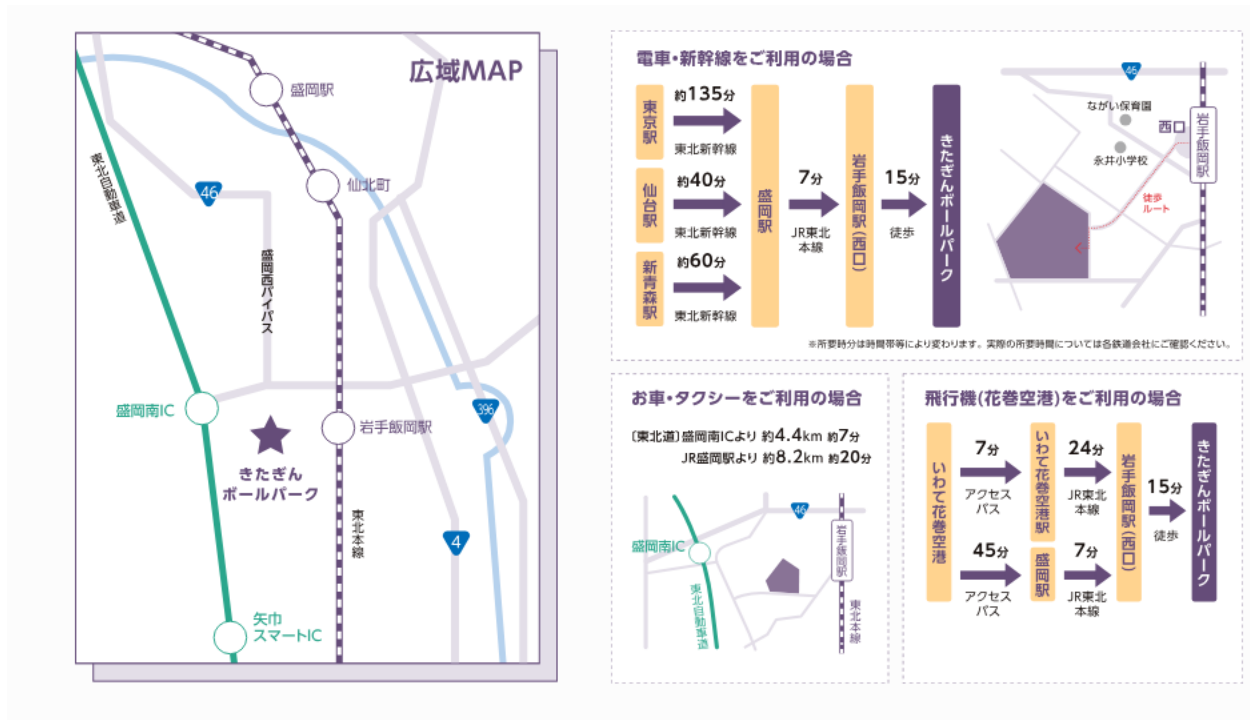 広域MAP
盛岡駅
仙北町
東北自動車道
46
盛岡西バイパス
盛岡南IC
岩手飯岡駅
396
きたぎん
ボールパーク
東北本線
4
矢巾
スマートIC
電車・新幹線をご利用の場合
東京駅
約135分
東北新幹線
仙台駅
約40分
東北新幹線
新青森駅
約60分
東北新幹線
盛岡駅
7分
JR東北
本線
岩手飯岡駅(西口)
15分
徒歩
きたぎんボールパーク
46
ながい保育園
西口
岩手飯岡駅
永井小学校
徒歩
ルート
※所要時分は時間帯等により変わります。実際の所要時間については各鉄道会社にご確認ください。
お車・タクシーをご利用の場合
〔東北道〕盛岡南ICより 約4.4km 約7分
JR盛岡駅より 約8.2km 約20分
46
盛岡南IC
岩手飯岡駅
東北自動車道
東北本線
飛行機(花巻空港)をご利用の場合
いわて花巻空港
7分
アクセス
バス
いわて花巻空港駅
24分
JR東北
本線
45分
アクセス
バス
盛岡駅
7分
JR東北
本線
岩手飯岡駅(西口)
15分
徒歩
きたぎんボールパーク